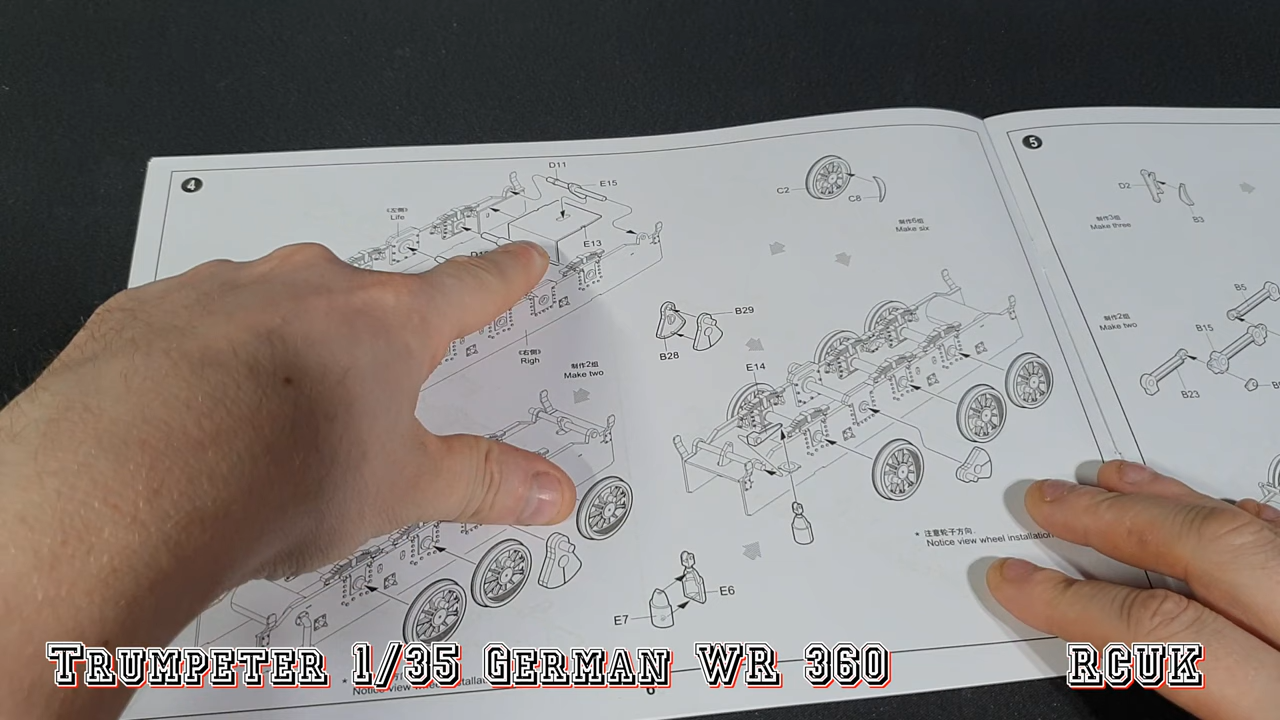 4
D11
E15
《左侧》
Life
E13
《右侧》
Righ
制作2组
Make two
C2
C8
制作6组
Make six
B29
B28
E14
E7
E6
* 注意轮子方向.
Notice view wheel installation
6
5
D2
B3
制作3组
Make three
B5
制作2组
Make two
B15
B23
Trumpeter 1/35 German WR 360
RCUK